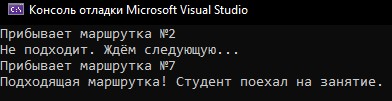 Консоль отладки Microsoft Visual Studio
Прибывает маршрутка №2
Не подходит. Ждём следующую...
Прибывает маршрутка №7
Подходящая маршрутка! Студент поехал на занятие.